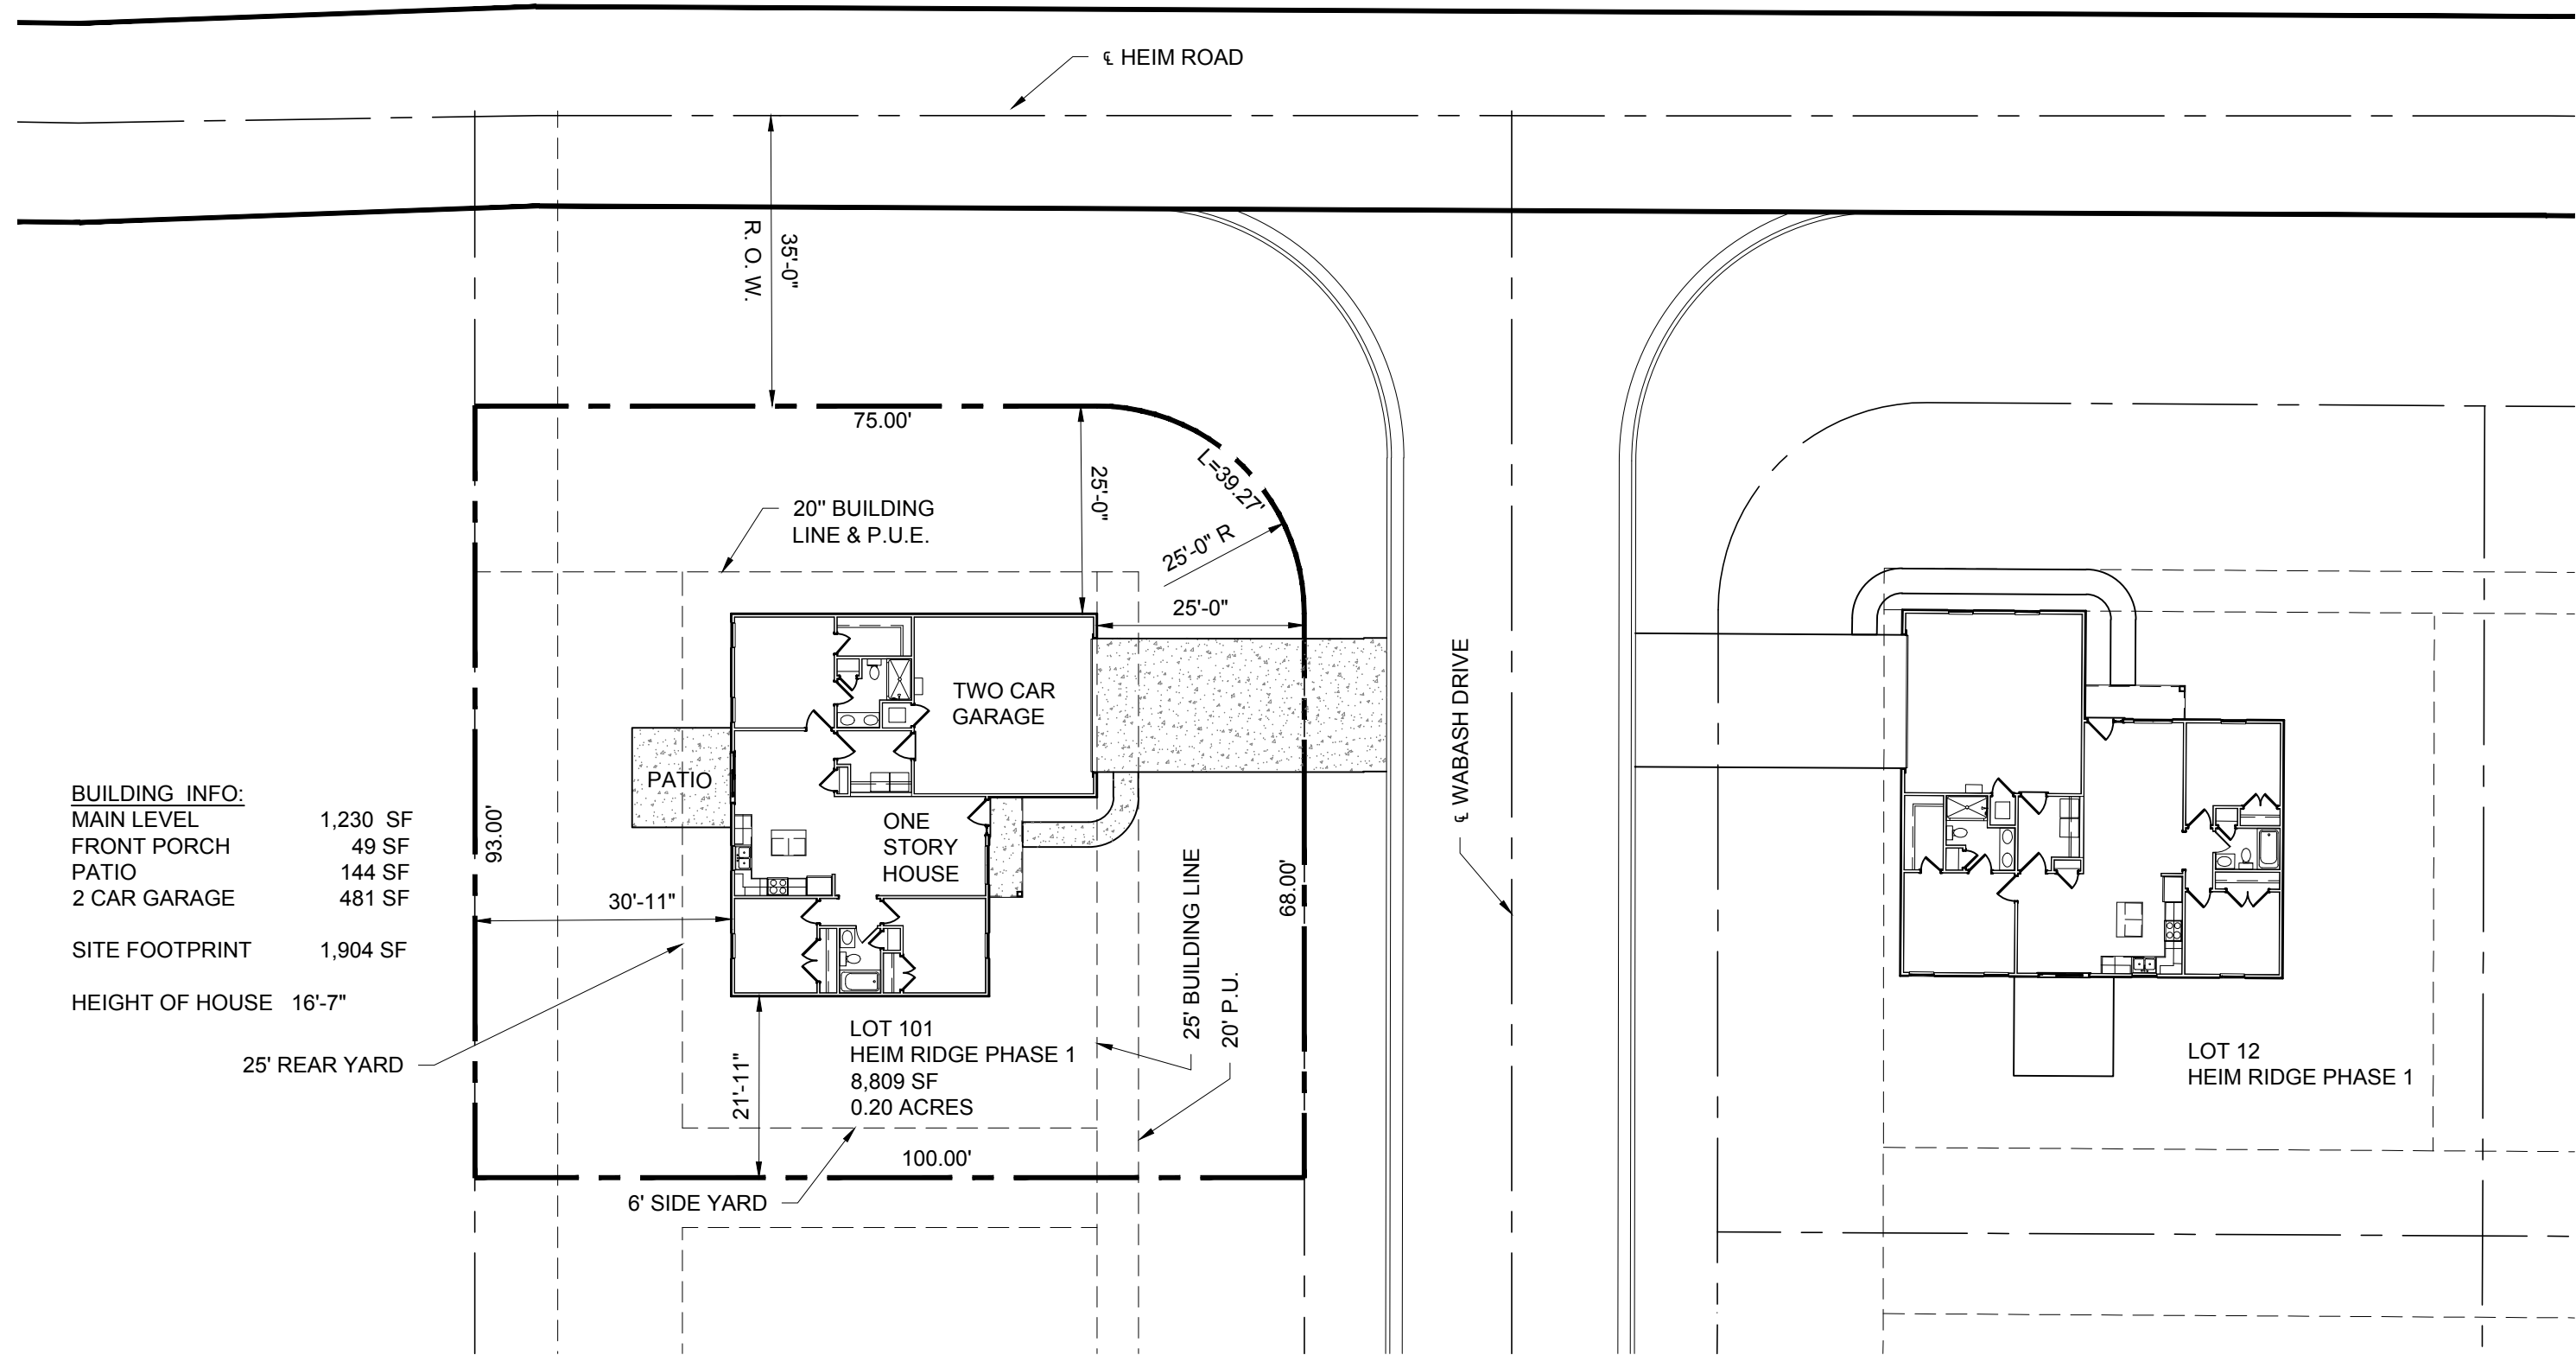 ℄ HEIM ROAD
35'-0"
R. O. W.
75.00'
25'-0"
L=39.27'
25'-0" R
25'-0"
20" BUILDING
LINE & P.U.E.
TWO CAR
GARAGE
PATIO
ONE
STORY
HOUSE
BUILDING INFO:
MAIN LEVEL 1,230 SF
FRONT PORCH 49 SF
PATIO 144 SF
2 CAR GARAGE 481 SF
SITE FOOTPRINT 1,904 SF
HEIGHT OF HOUSE 16'-7"
93.00'
30'-11"
25' REAR YARD
21'-11"
LOT 101
HEIM RIDGE PHASE 1
8,809 SF
0.20 ACRES
100.00'
6' SIDE YARD
25' BUILDING LINE
20' P.U.
68.00'
℄ WABASH DRIVE
LOT 12
HEIM RIDGE PHASE 1